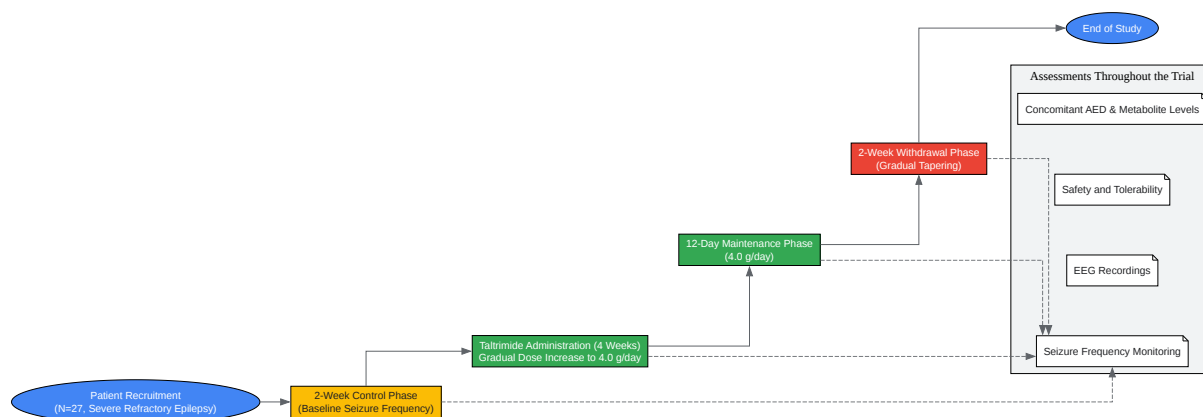 End of Study
Assessments Throughout the Trial
Concomitant AED & Metabolite Levels
2-Week Withdrawal Phase
(Gradual Tapering)
Safety and Tolerability
12-Day Maintenance Phase
(4.0 g/day)
EEG Recordings
Taltrimide Administration (4 Weeks)
Gradual Dose Increase to 4.0 g/day
Seizure Frequency Monitoring
Patient Recruitment
(N=27, Severe Refractory Epilepsy)
2-Week Control Phase
(Baseline Seizure Frequency)